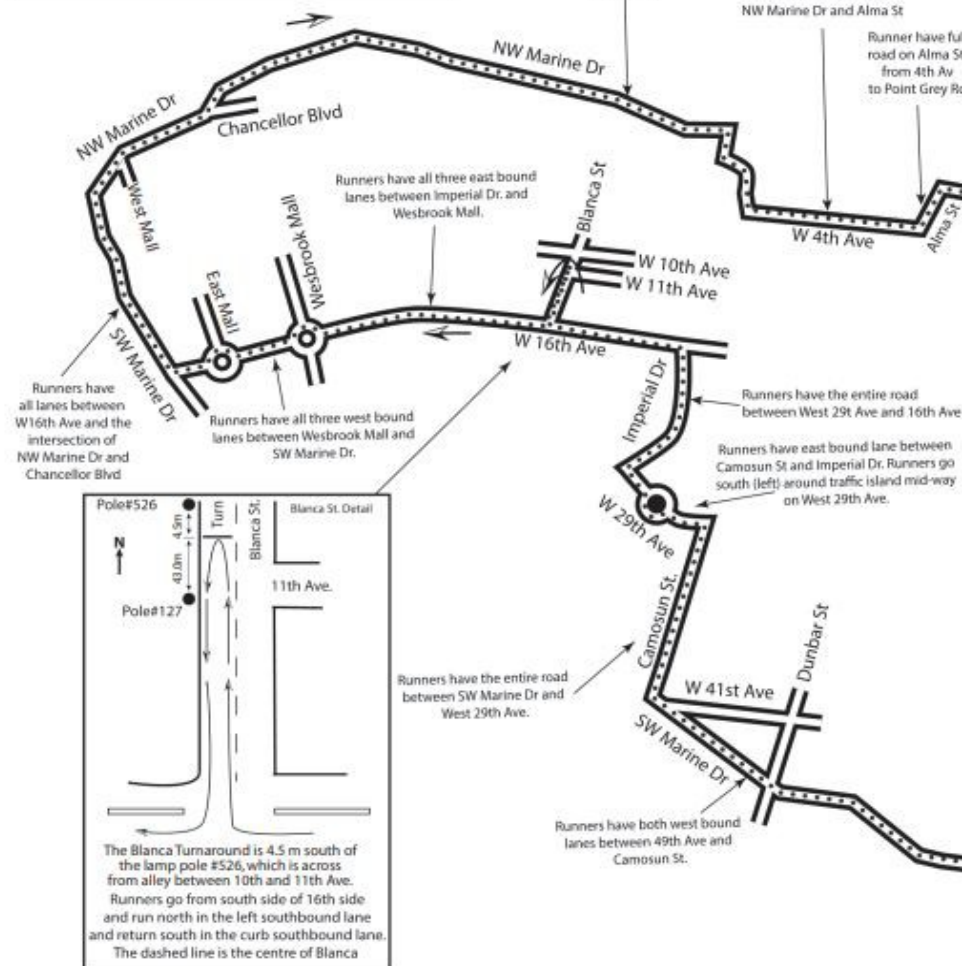 NW Marine Dr and Alma St
Runner have
road on Alma
from 4th Av
to Point Grey
NW Marine Dr
NW Marine Dr
Chancellor Blvd
Runners have all three east bound
lanes between Imperial Dr. and
Wesbrook Mall.
Blanca St
West Mall
Wesbrook Mall
East Mall
W 4th Ave
Alma St
W 10th Ave
W 11th Ave
SW Marine Dr
W 16th Ave
Imperial Dr
Runners have
all lanes between
W16th Ave and the
intersection of
NW Marine Dr and
Chancellor Blvd
Runners have all three west bound
lanes between Wesbrook Mall and
SW Marine Dr.
Runners have the entire road
between West 29t Ave and 16th Ave
Runners have east bound lane between
Camosun St and Imperial Dr. Runners go
south (left) around traffic island mid-way
on West 29th Ave.
W 29th Ave
Pole#526
4.5m
Turn
Blanca St.
Blanca St. Detail
N
43.0m
11th Ave.
Pole#127
Camosun St.
Dunbar St
Runners have the entire road
between SW Marine Dr and
West 29th Ave.
W 41st Ave
SW Marine Dr
Runners have both west bound
lanes between 49th Ave and
Camosun St.
The Blanca Turnaround is 4.5 m south of
the lamp pole #526, which is across
from alley between 10th and 11th Ave.
Runners go from south side of 16th side
and run north in the left southbound lane
and return south in the curb southbound lane.
The dashed line is the centre of Blanca